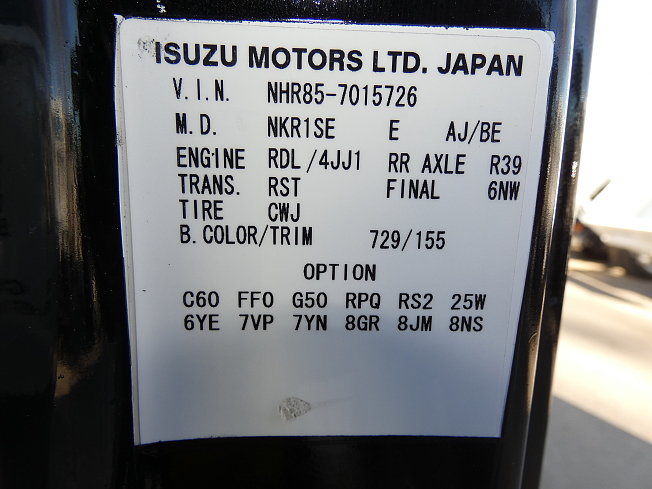 ISUZU MOTORS LTD. JAPAN
V.I.N. NHR85-7015726
M.D. NKR1SE E AJ/BE
ENGINE RDL/4JJ1 RR AXLE R39
TRANS. RST FINAL 6NW
TIRE CWJ
B.COLOR/TRIM 729/155
OPTION
C60 FF0 G50 RPQ RS2 25W
6YE 7VP 7YN 8GR 8JM 8NS